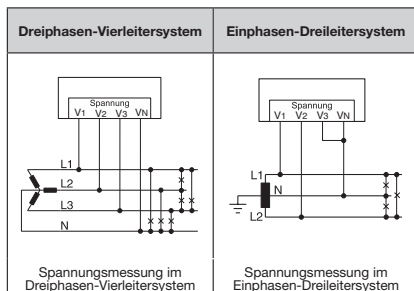 Dreiphasen-Vierleitersystem
Einphasen-Dreileitersystem
Spannung
V1 V2 V3 VN
L1
L2
L3
N
Spannung
V1 V2 V3 VN
L1
N
L2
Spannungsmessung im
Dreiphasen-Vierleitersystem
Spannungsmessung im
Einphasen-Dreileitersystem